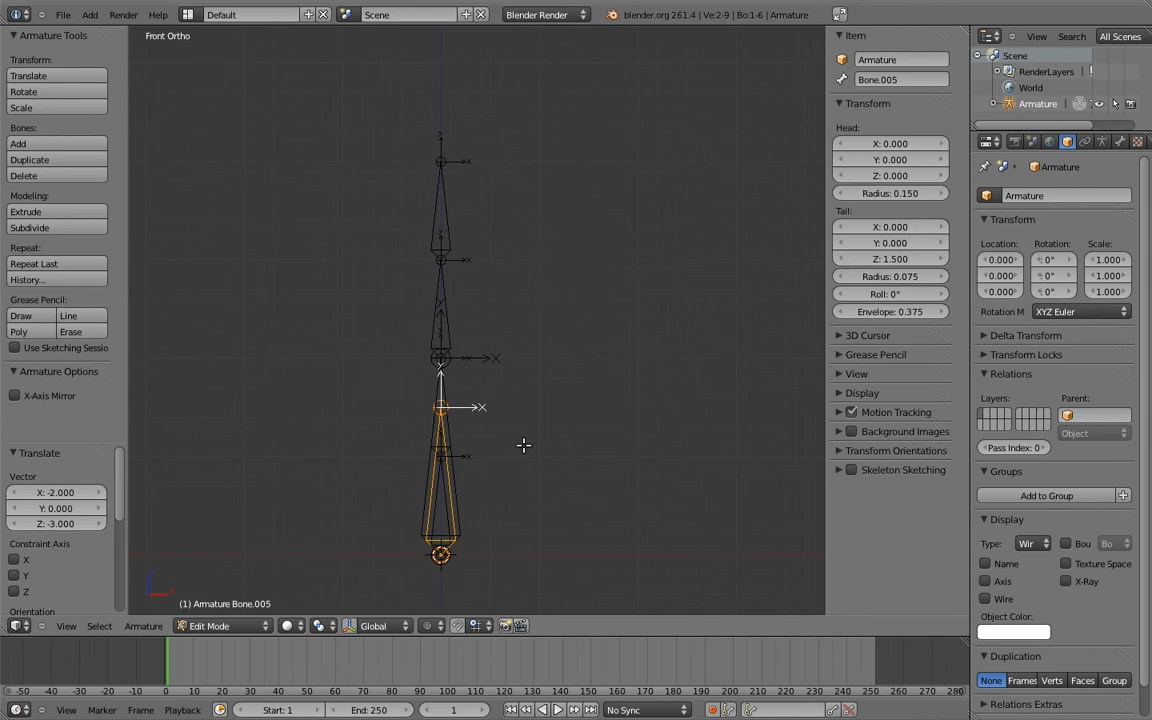 File Add Render Help Default Scene Blender Render blender.org 261.4 | Ve:2-9 | Bo:1-6 | Armature
Armature Tools
Transform:
Translate
Rotate
Scale
Bones:
Add
Duplicate
Delete
Modeling:
Extrude
Subdivide
Repeat:
Repeat Last
History...
Grease Pencil:
Draw Line
Poly Erase
Use Sketching Sessio
Armature Options
X-Axis Mirror
Translate
Vector
X: -2.000
Y: 0.000
Z: -3.000
Constraint Axis
X
Y
Z
Orientation
Front Ortho
(1) Armature Bone.005
Item
Armature
Bone.005
Transform
Head:
X: 0.000
Y: 0.000
Z: 0.000
Radius: 0.150
Tail:
X: 0.000
Y: 0.000
Z: 1.500
Radius: 0.075
Roll: 0°
Envelope: 0.375
3D Cursor
Grease Pencil
View
Display
Motion Tracking
Background Images
Transform Orientations
Skeleton Sketching
View Search All Scenes
Scene
RenderLayers
World
Armature
Armature
Armature
Transform
Location: Rotation: Scale:
0.000 : 0° 1.000
0.000 : 0° 1.000
0.000 : 0° 1.000
Rotation M XYZ Euler
Delta Transform
Transform Locks
Relations
Layers: Parent:
Object
Pass Index: 0
Groups
Add to Group
Display
Type: Wir Bou Bo
Name Texture Space
Axis X-Ray
Wire
Object Color:
Duplication
None Frames Verts Faces Group
Relations Extras
View Select Armature Edit Mode Global
-50 -40 -30 -20 -10 0 10 20 30 40 50 60 70 80 90 100 110 120 130 140 150 160 170 180 190 200 210 220 230 240 250 260 270 280
View Marker Frame Playback Start: 1 End: 250 1 No Sync